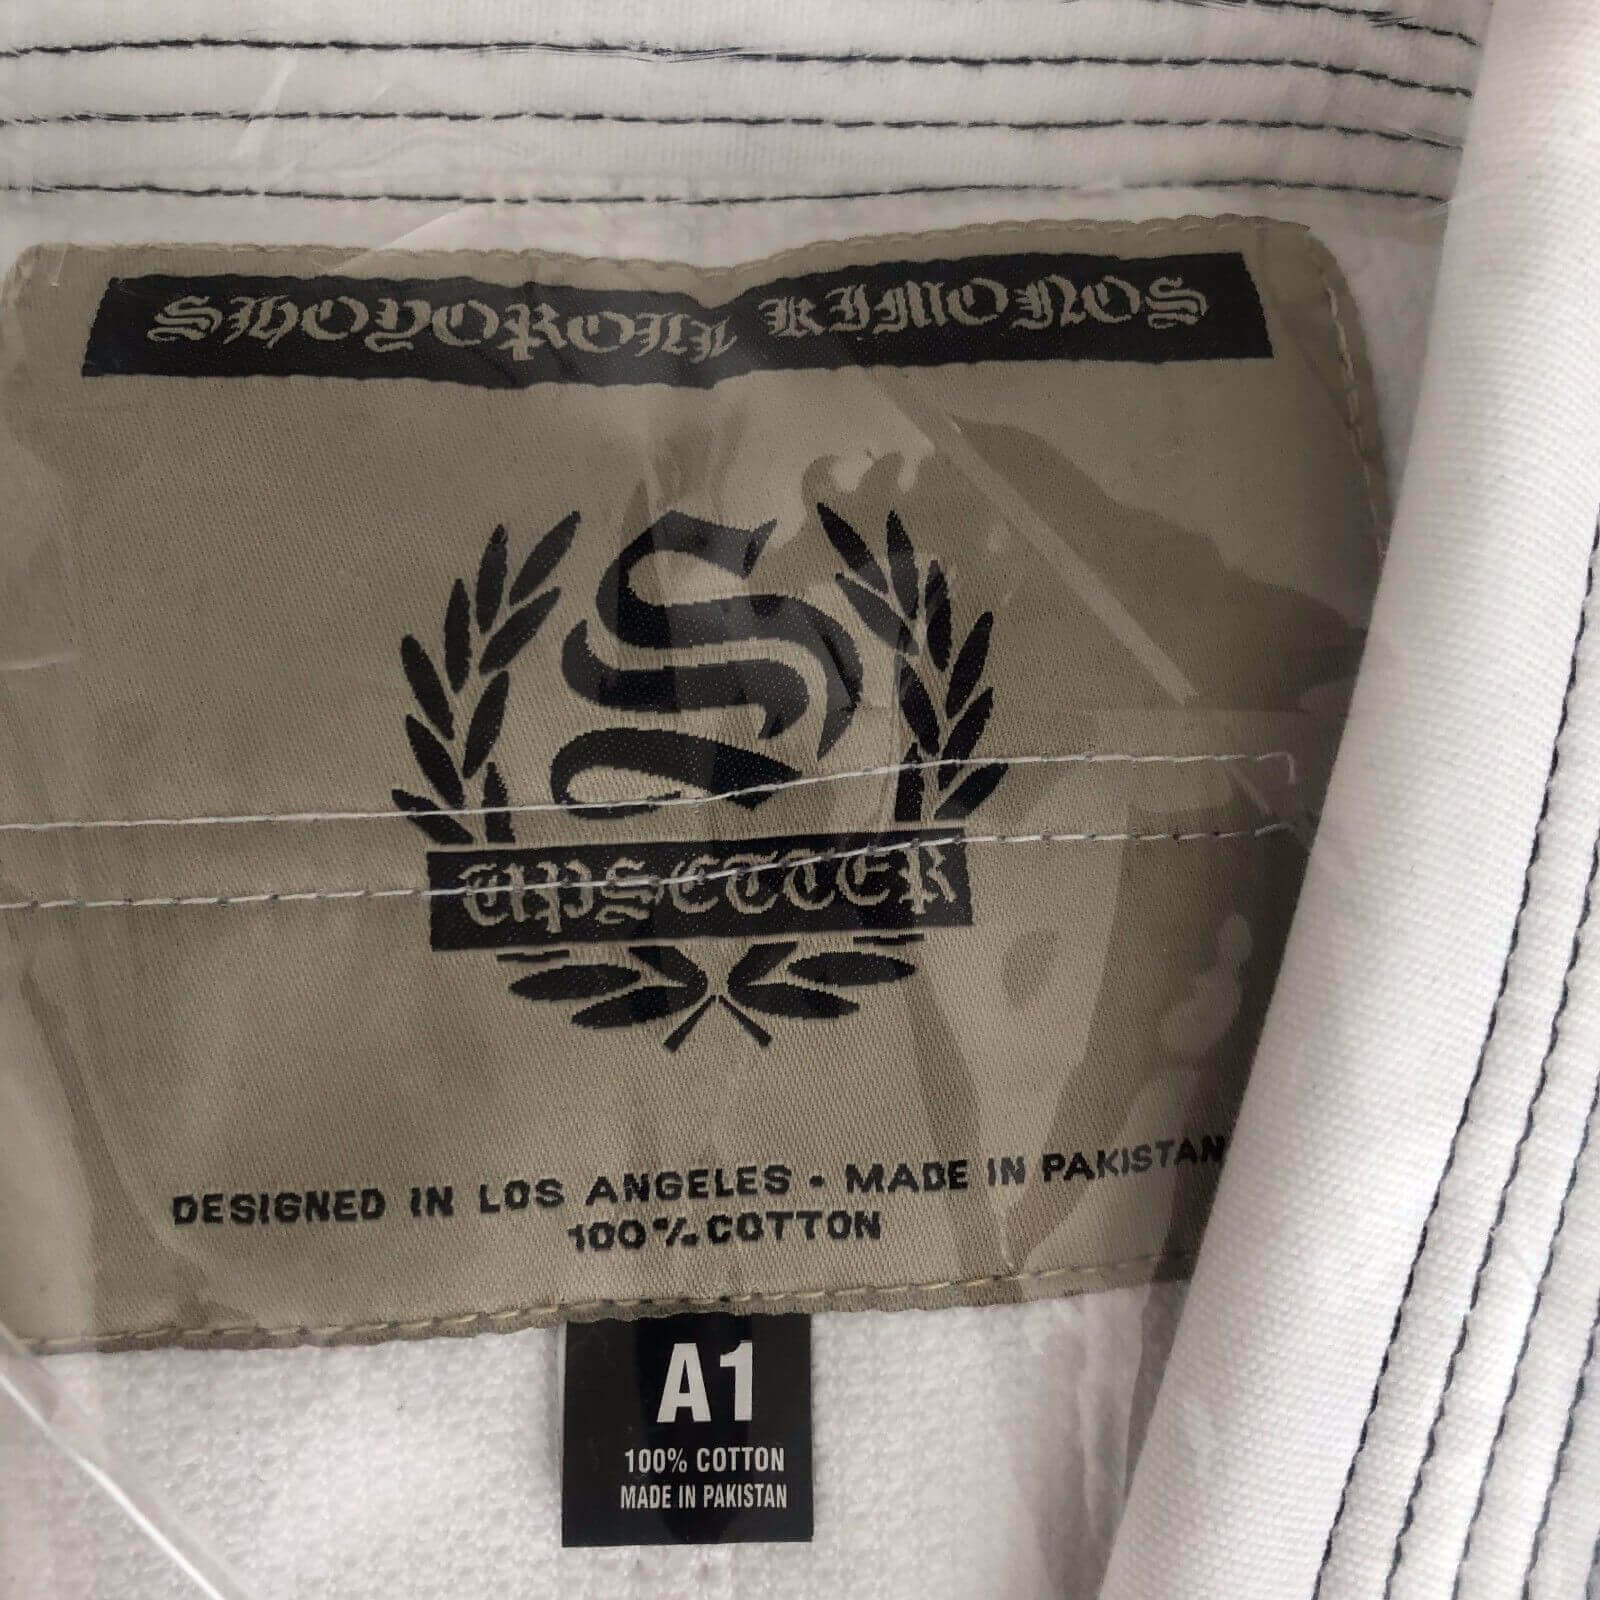 SHOYOROLL KIMONOS
S
UPSETTER
DESIGNED IN LOS ANGELES - MADE IN PAKISTAN
100% COTTON
A1
100% COTTON
MADE IN PAKISTAN